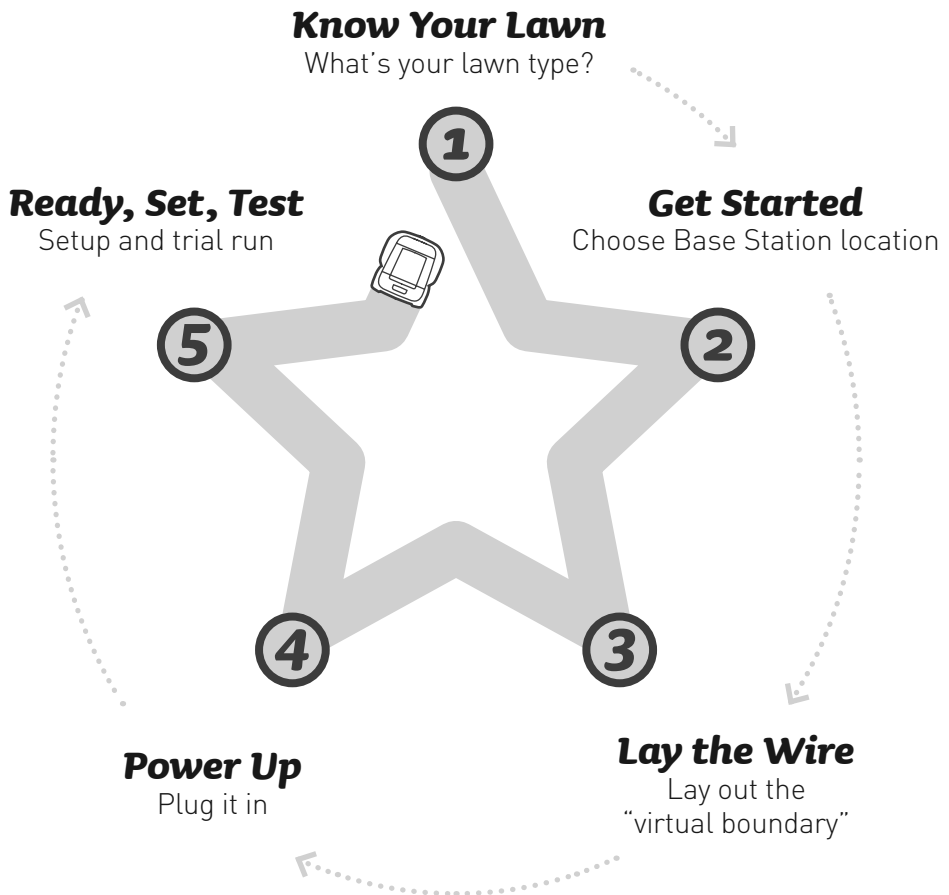 Know Your Lawn
What's your lawn type?
1
Get Started
Choose Base Station location
2
Lay the Wire
Lay out the
“virtual boundary”
3
Power Up
Plug it in
4
Ready, Set, Test
Setup and trial run
5